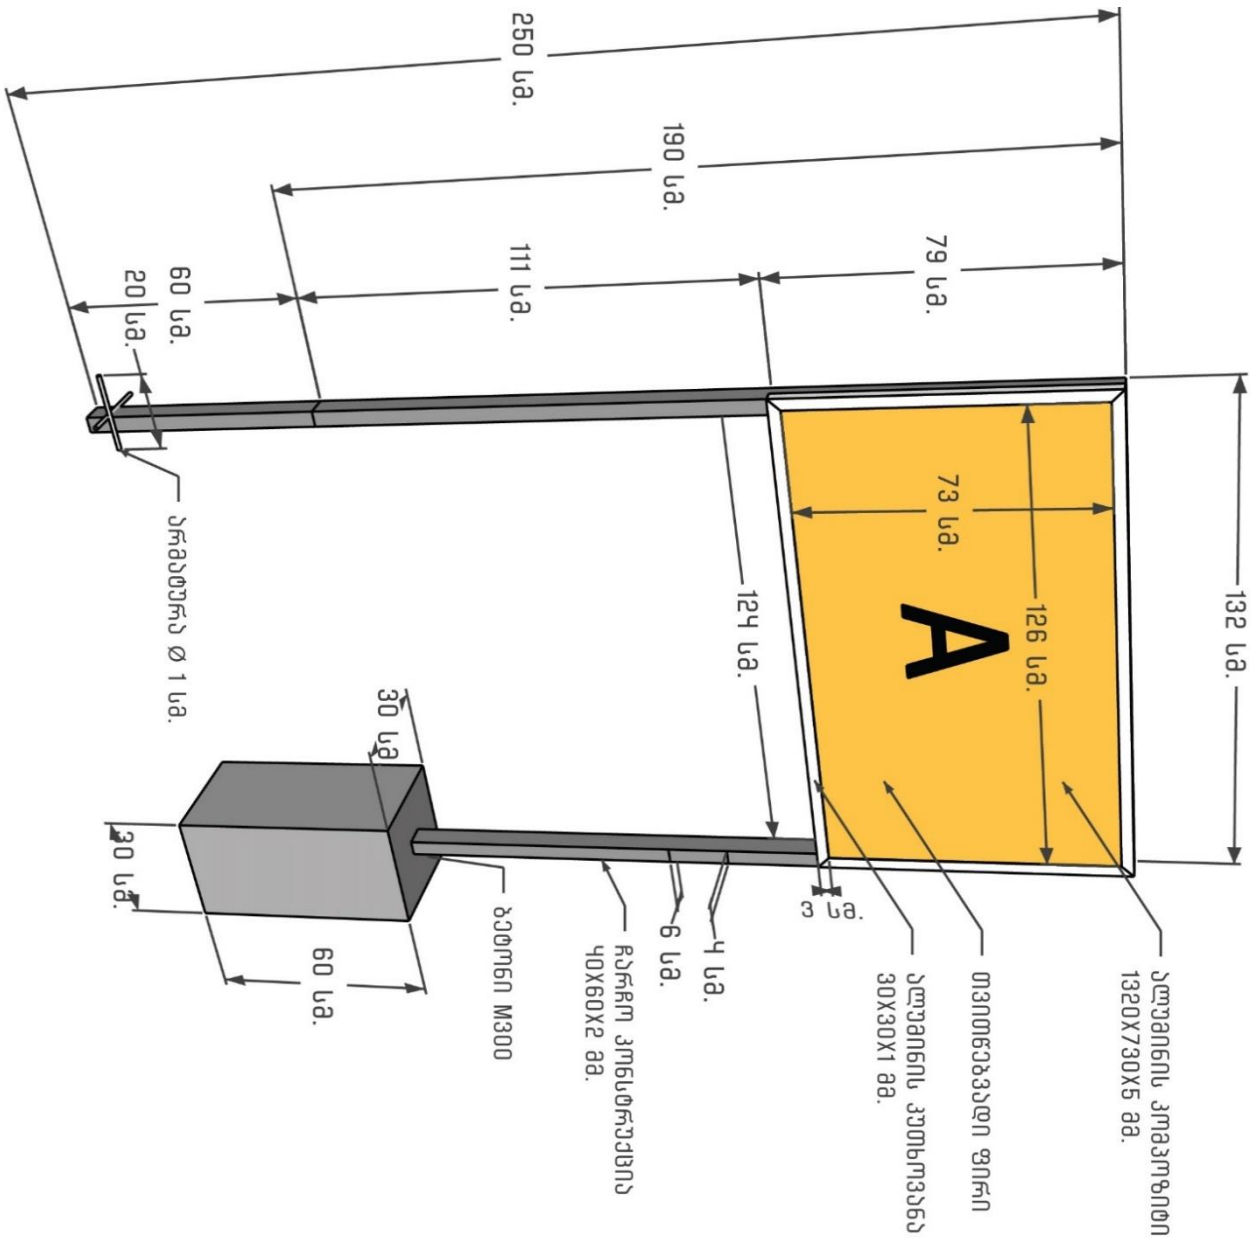 250 სმ.
190 სმ.
79 სმ.
111 სმ.
60 სმ.
20 სმ.
132 სმ.
126 სმ.
73 სმ.
A
124 სმ.
3 სმ.
4 სმ.
6 სმ.
30 სმ
30 სმ.
60 სმ.
ალუმინის კომპოზიტი
1320X730X5 მმ.
თვითწებვადი ფირი
ალუმინის კუთხოვანა
30X30X1 მმ.
ჩარჩო კონსტრუქცია
40X60X2 მმ.
ბეტონი M300
არმატურა Ø 1 სმ.